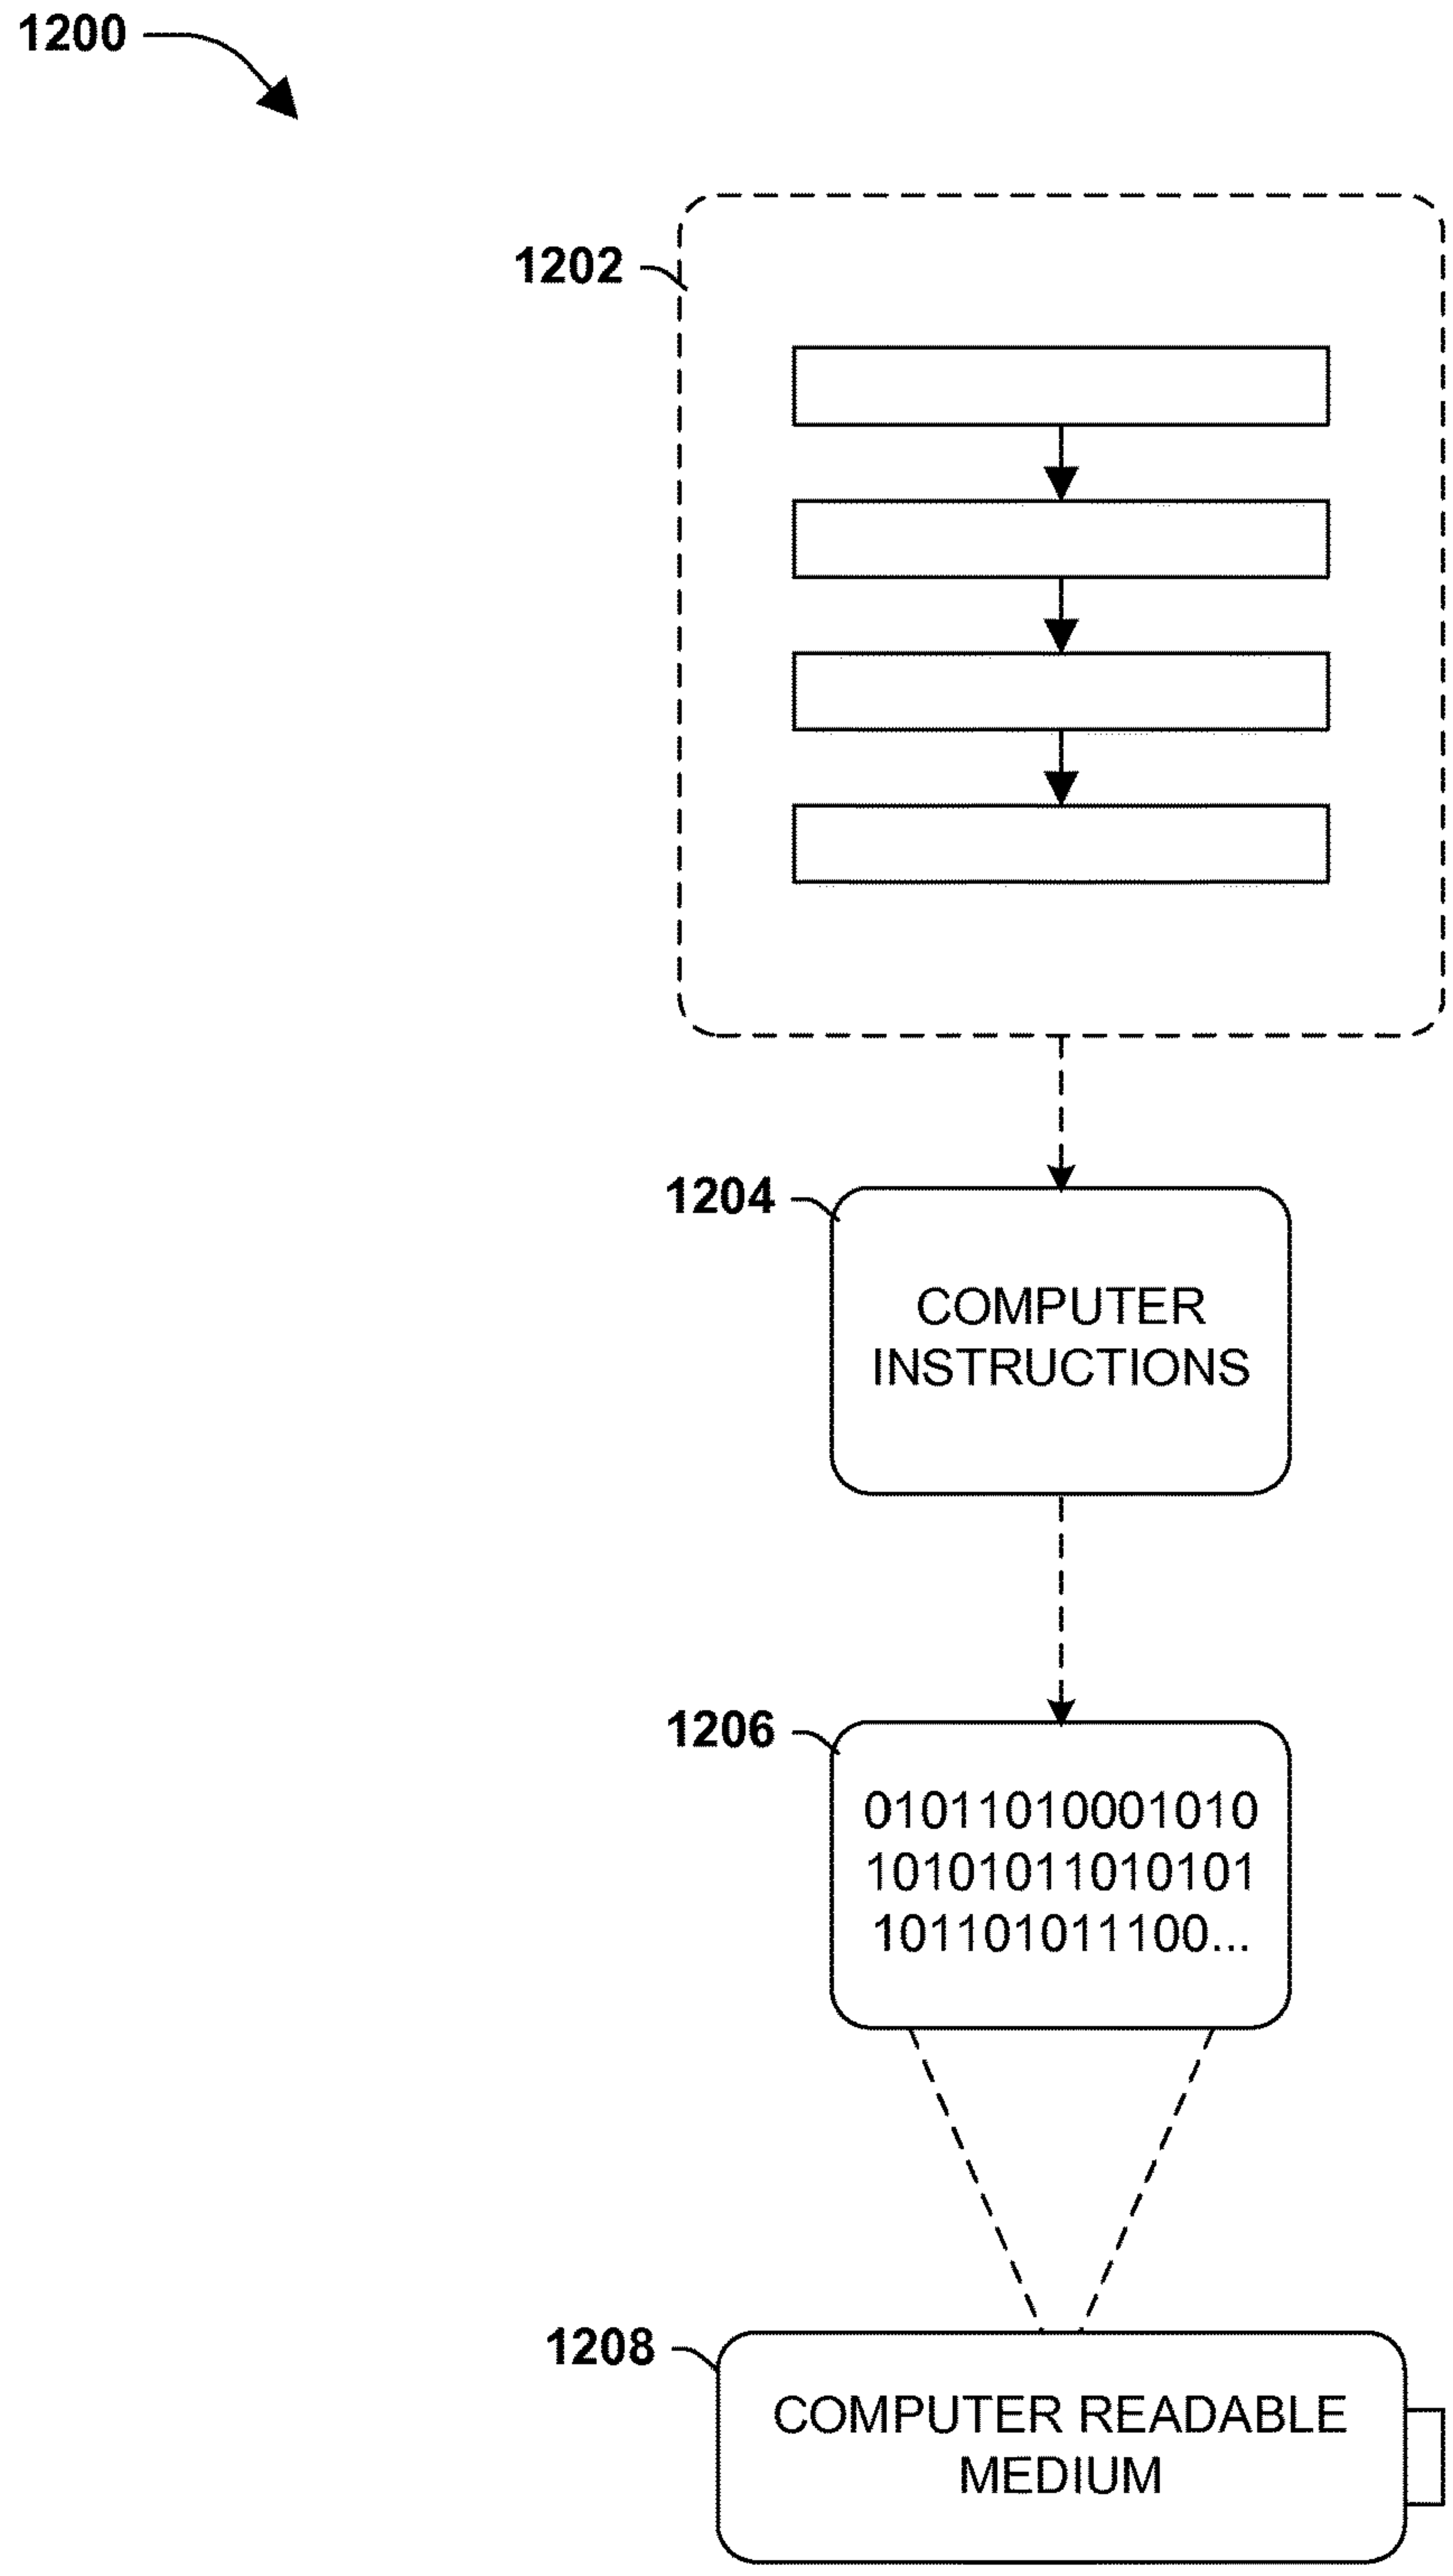 1200
1202
1204
COMPUTER
INSTRUCTIONS
1206
01011010001010
10101011010101
101101011100...
1208
COMPUTER READABLE
MEDIUM